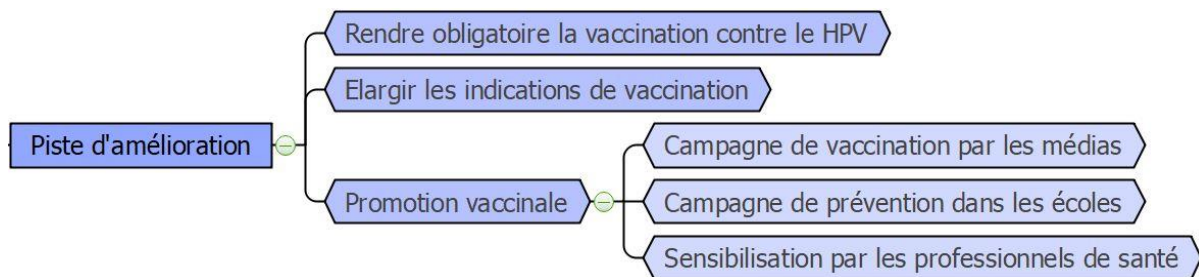 Rendre obligatoire la vaccination contre le HPV
Elargir les indications de vaccination
Piste d'amélioration
Campagne de vaccination par les médias
Promotion vaccinale
Campagne de prévention dans les écoles
Sensibilisation par les professionnels de santé